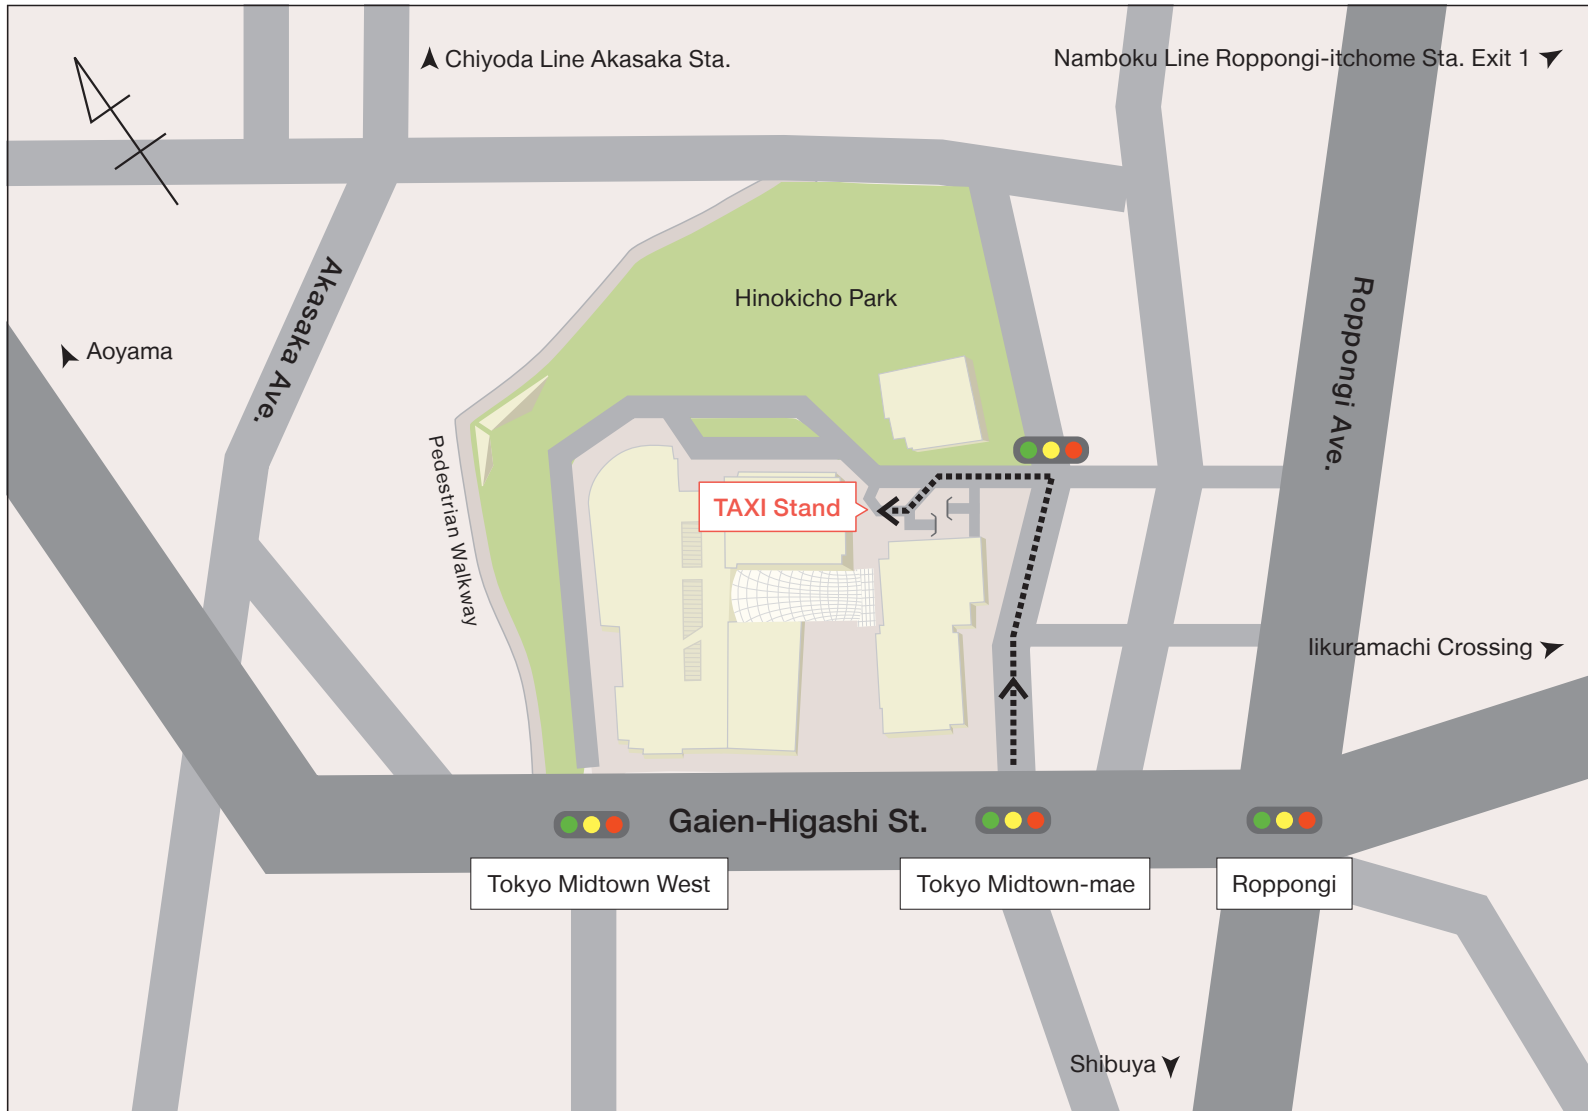 Chiyoda Line Akasaka Sta.
Namboku Line Roppongi-itchome Sta. Exit 1
Akasaka Ave.
Aoyama
Hinokicho Park
Roppongi Ave.
Pedestrian Walkway
TAXI Stand
Iikuramachi Crossing
Gaien-Higashi St.
Tokyo Midtown West
Tokyo Midtown-mae
Roppongi
Shibuya